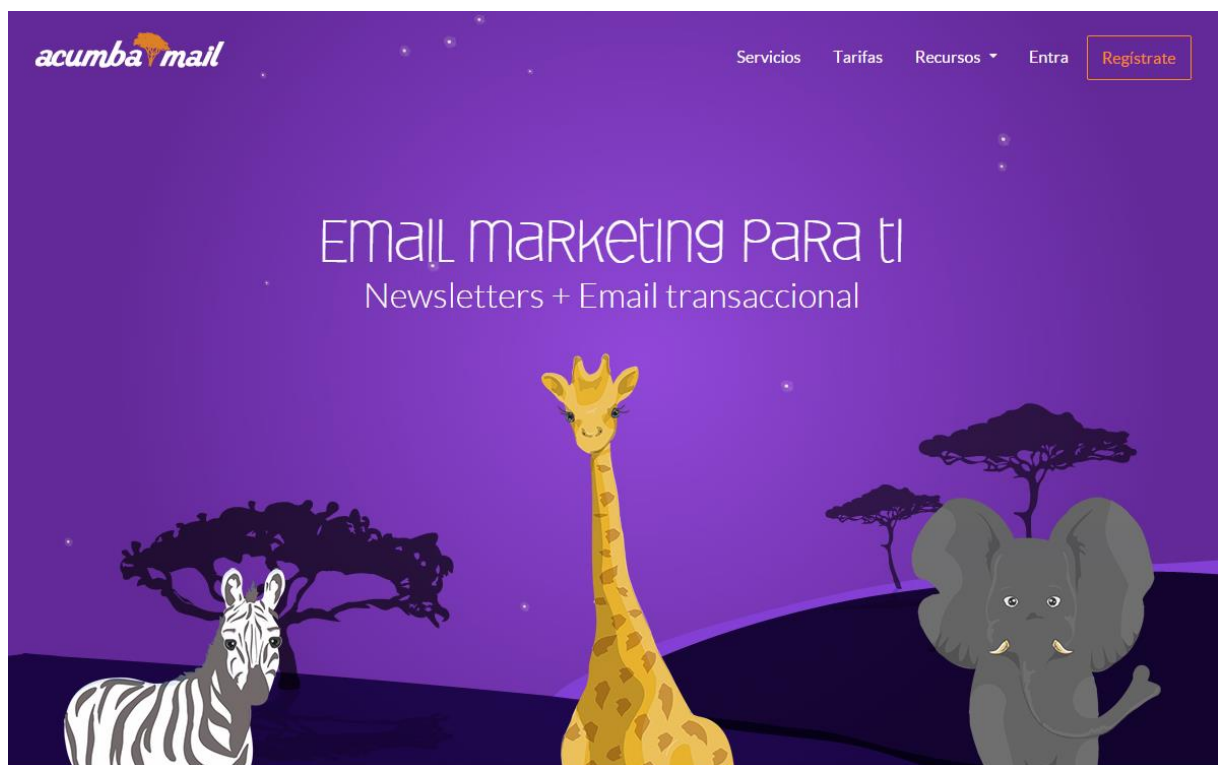 acumba mail
Servicios Tarifas Recursos Entra Regístrate
Email marketing para ti
Newsletters + Email transaccional